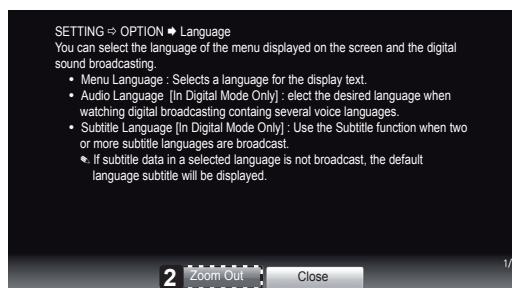 SETTING ⇨ OPTION ➡ Language
You can select the language of the menu displayed on the screen and the digital
sound broadcasting.
• Menu Language : Selects a language for the display text.
• Audio Language [In Digital Mode Only] : elect the desired language when
watching digital broadcasting containg several voice languages.
• Subtitle Language [In Digital Mode Only] : Use the Subtitle function when two
or more subtitle languages are broadcast.
✎ If subtitle data in a selected language is not broadcast, the default
language subtitle will be displayed.
1/
2 Zoom Out Close